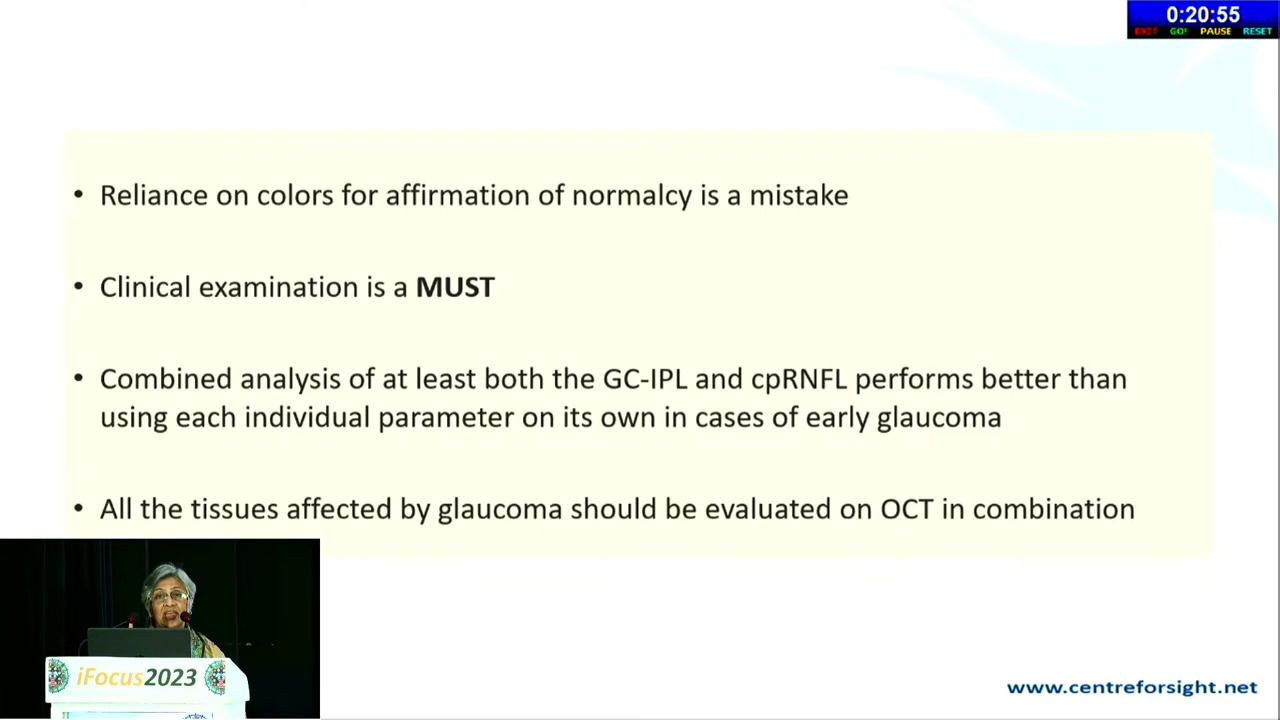 0:20:55
EXIT GO! PAUSE RESET
• Reliance on colors for affirmation of normalcy is a mistake
• Clinical examination is a MUST
• Combined analysis of at least both the GC-IPL and cpRNFL performs better than
using each individual parameter on its own in cases of early glaucoma
• All the tissues affected by glaucoma should be evaluated on OCT in combination
iFocus2023
www.centreforsight.net